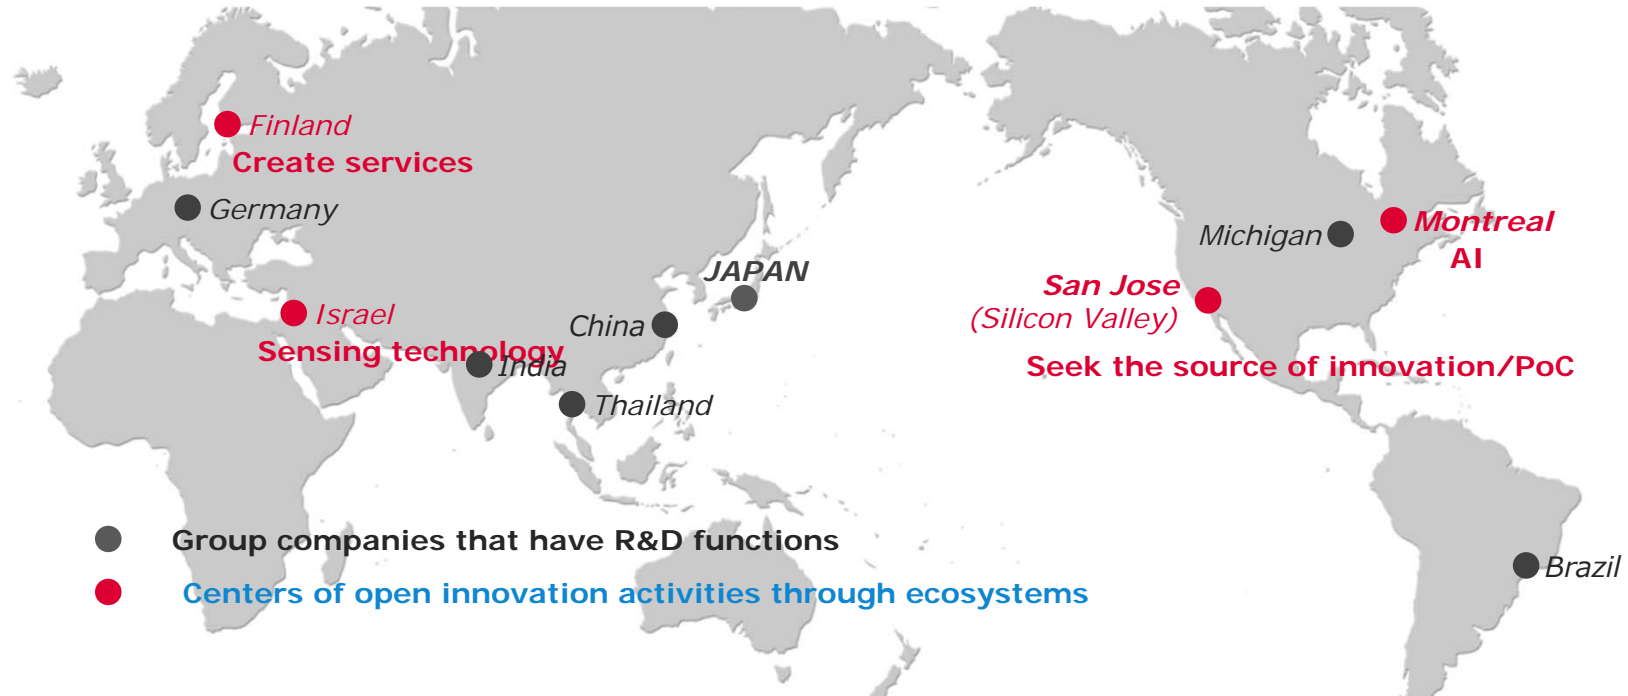 Finland
Create services
Germany
Israel
Sensing technology
India
Thailand
China
JAPAN
Michigan
Montreal
AI
San Jose
(Silicon Valley)
Seek the source of innovation/PoC
Brazil
Group companies that have R&D functions
Centers of open innovation activities through ecosystems